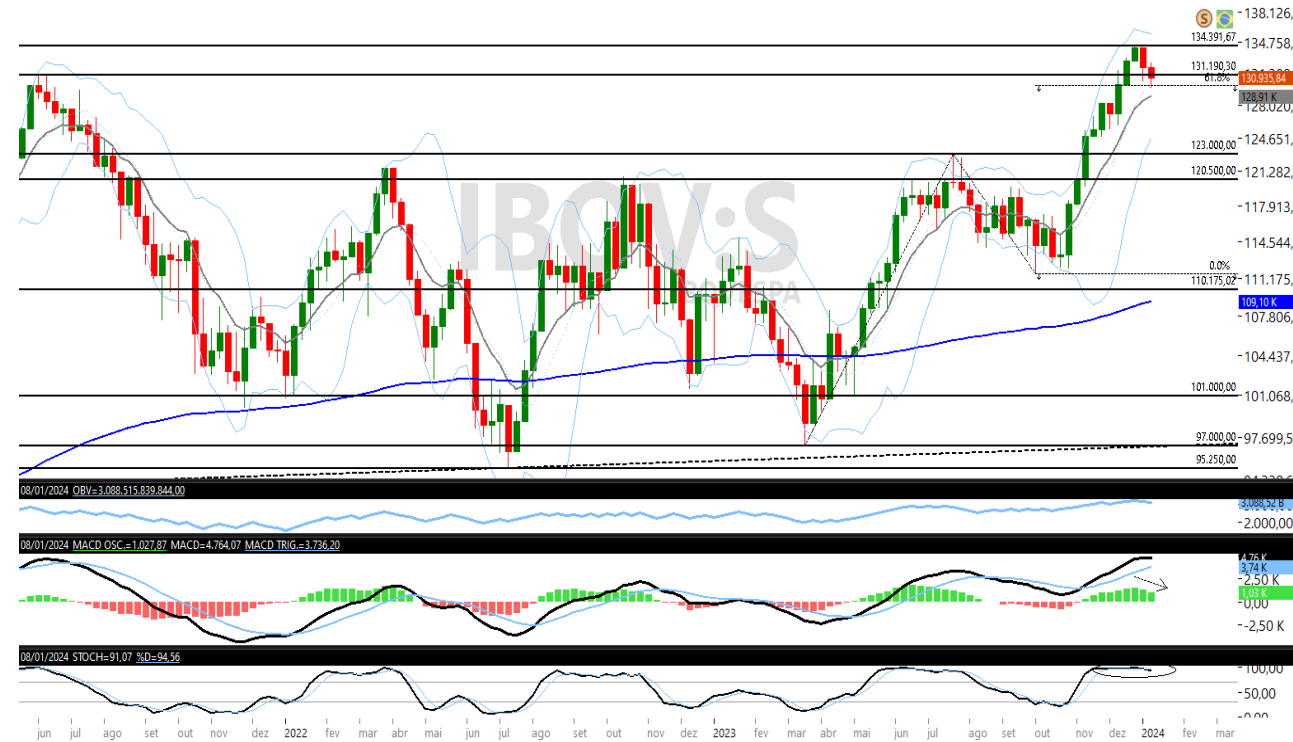 138.126,
134.758,
134.391,67
131.190,30
61.8%
130.935,84
128,91 K
128.020,
124.651,
123.000,00
121.282,
120.500,00
IBOV:S
117.913,
114.544,
0.0%
111.175,
110.175,02
109,10 K
107.806,
104.437,
101.000,00
101.068,
97.000,00
97.699,5
95.250,00
08/01/2024 OBV=3.088.515.839.844,00
3.088,52 B
2.000,00
08/01/2024 MACD OSC.=1.027,87 MACD=4.764,07 MACD TRIG.=3.736,20
4,76 K
3,74 K
2,50 K
1,03 K
0,00
-2,50 K
08/01/2024 STOCH=91,07 %D=94,56
100,00
50,00
0,00
jun jul ago set out dez 2022 fev mar abr mai jun jul ago set out nov dez 2023 fev mar abr mai jun jul ago set out nov dez 2024 fev mar